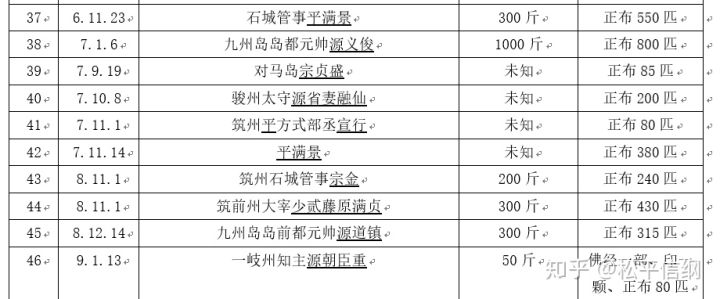 37 6.11.23 石城管事平满景 300 斤 正布 550 匹
38 7.1.6 九州岛岛都元帅源义俊 1000 斤 正布 800 匹
39 7.9.19 对马岛宗贞盛 未知 正布 85 匹
40 7.10.8 骏州太守源省妻融仙 未知 正布 200 匹
41 7.11.1 筑州平方式部丞宣行 未知 正布 80 匹
42 7.11.14 平满景 未知 正布 380 匹
43 8.11.1 筑州石城管事宗金 200 斤 正布 240 匹
44 8.11.1 筑前州大宰少贰藤原满贞 300 斤 正布 430 匹
45 8.12.14 九州岛岛前都元帅源道镇 300 斤 正布 315 匹
46 9.1.13 一岐州知主源朝臣重 50 斤 佛经一部、印
颗、正布 80 匹
知乎 @松平信纲